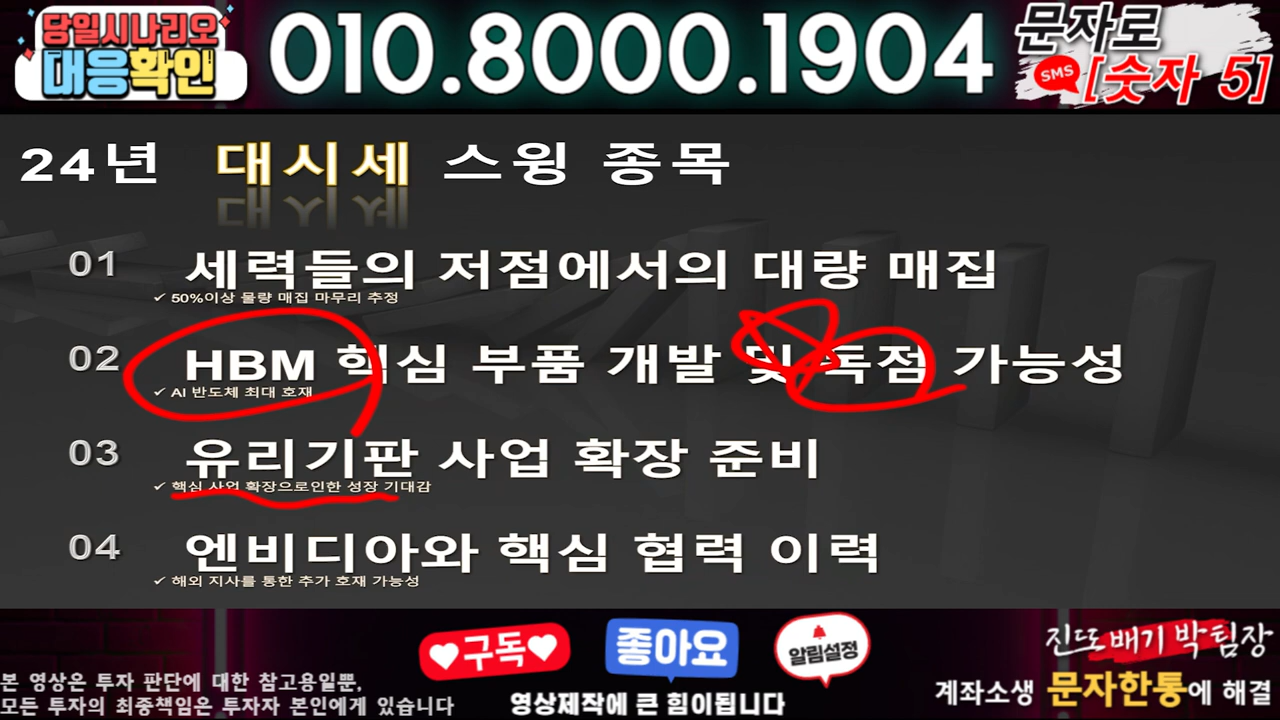 당일시나리오
대응확인
010.8000.1904
문자로
SMS
[숫자 5]
24년 대시세 스윙 종목
01 세력들의 저점에서의 대량 매집
✓ 50%이상 물량 매집 마무리 추정
02 HBM 핵심 부품 개발 및 독점 가능성
✓ AI 반도체 최대 호재
03 유리기판 사업 확장 준비
✓ 핵심 사업 확장으로인한 성장 기대감
04 엔비디아와 핵심 협력 이력
✓ 해외 지사를 통한 추가 호재 가능성
구독
좋아요
알림설정
영상제작에 큰 힘이됩니다
본 영상은 투자 판단에 대한 참고용일뿐,
모든 투자의 최종책임은 투자자 본인에게 있습니다
진또배기 박팀장
계좌소생 문자한통에 해결